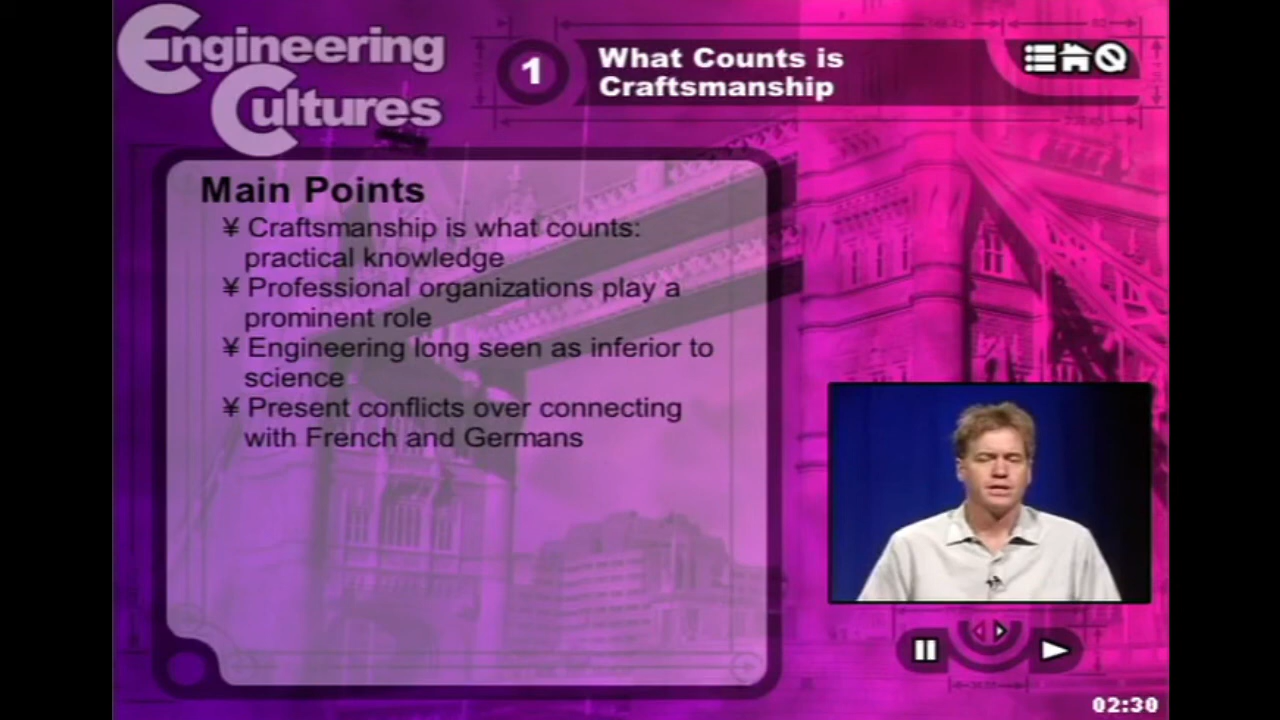 Engineering
Cultures
1
What Counts is
Craftsmanship
Main Points
¥ Craftsmanship is what counts:
practical knowledge
¥ Professional organizations play a
prominent role
¥ Engineering long seen as inferior to
science
¥ Present conflicts over connecting
with French and Germans
02:30